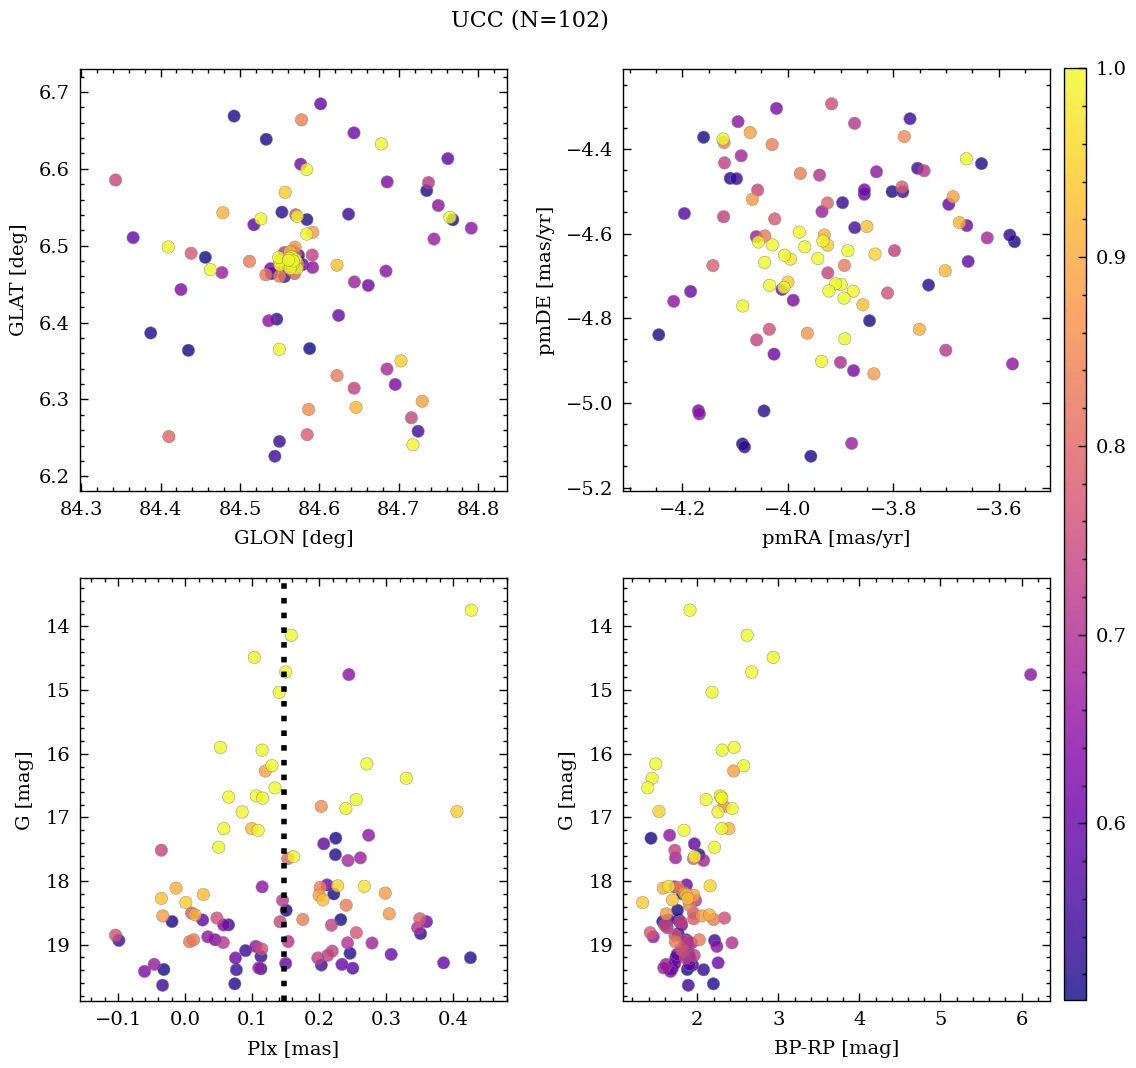 UCC (N=102)
6.7
6.6
6.5
6.4
6.3
6.2
GLAT [deg]
84.3 84.4 84.5 84.6 84.7 84.8
GLON [deg]
−4.4
−4.6
−4.8
−5.0
−5.2
pmDE [mas/yr]
−4.2 −4.0 −3.8 −3.6
pmRA [mas/yr]
14
15
16
17
18
19
G [mag]
−0.1 0.0 0.1 0.2 0.3 0.4
Plx [mas]
14
15
16
17
18
19
G [mag]
2 3 4 5 6
BP-RP [mag]
1.0
0.9
0.8
0.7
0.6